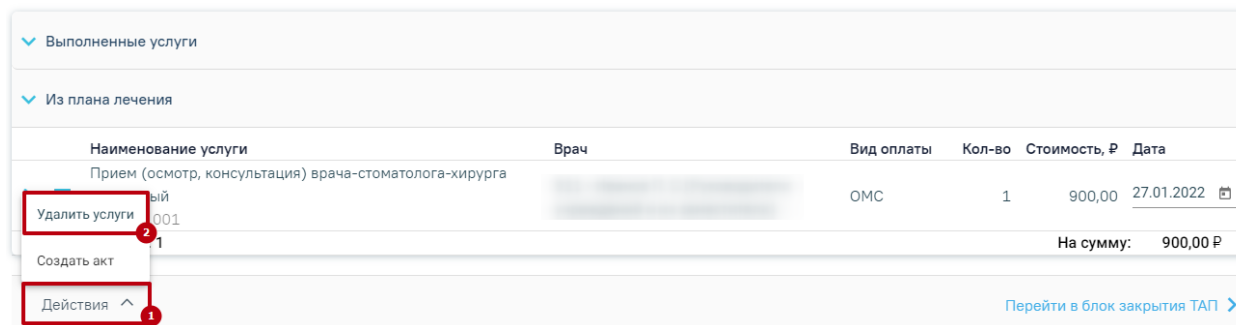 Выполненные услуги
Из плана лечения
Наименование услуги Врач Вид оплаты Кол-во Стоимость, ₽ Дата
Прием (осмотр, консультация) врача-стоматолога-хирурга
ый ОМС 1 900,00 27.01.2022
Удалить услуги 001
2 1 На сумму: 900,00 ₽
Создать акт
Действия 1 Перейти в блок закрытия ТАП